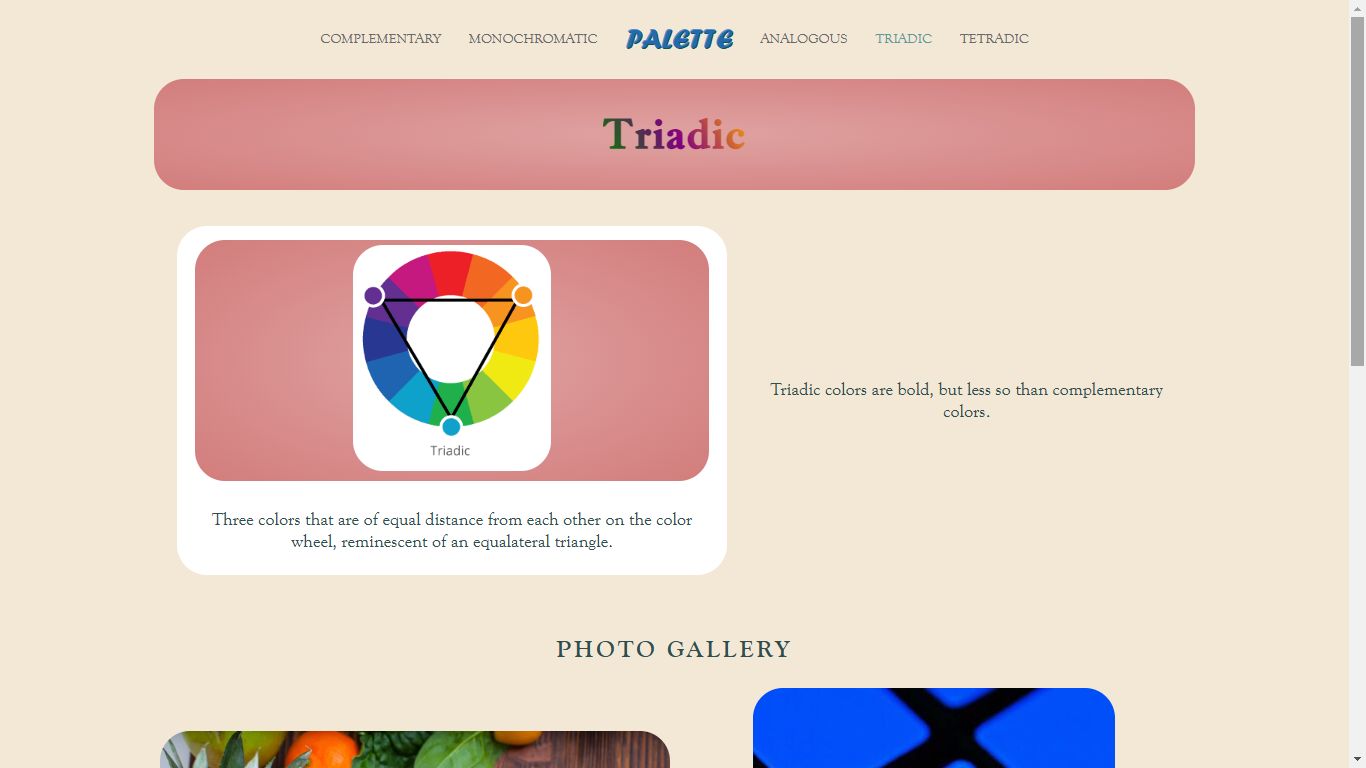 COMPLEMENTARY MONOCHROMATIC PALETTE ANALOGOUS TRIADIC TETRADIC
Triadic
Triadic
Three colors that are of equal distance from each other on the color
wheel, reminescent of an equalateral triangle.
Triadic colors are bold, but less so than complementary
colors.
PHOTO GALLERY